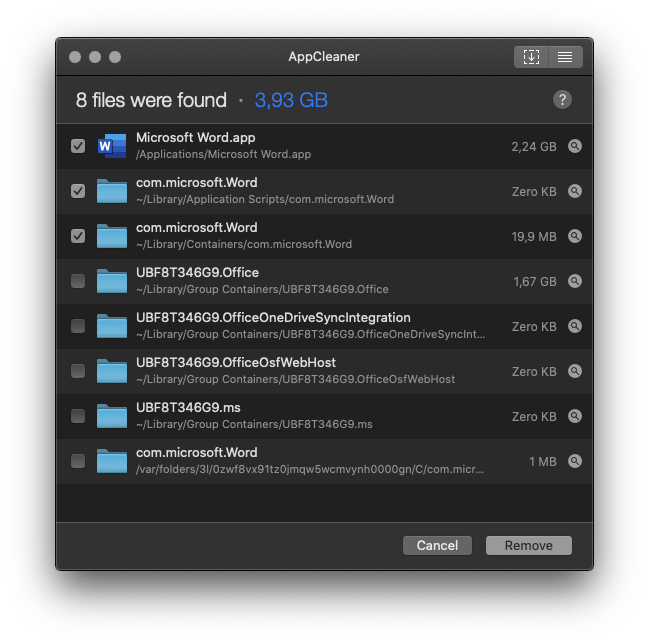 AppCleaner
8 files were found · 3,93 GB
?
Microsoft Word.app
/Applications/Microsoft Word.app
2,24 GB
W
com.microsoft.Word
~/Library/Application Scripts/com.microsoft.Word
Zero KB
com.microsoft.Word
~/Library/Containers/com.microsoft.Word
19,9 MB
UBF8T346G9.Office
~/Library/Group Containers/UBF8T346G9.Office
1,67 GB
UBF8T346G9.OfficeOneDriveSyncIntegration
~/Library/Group Containers/UBF8T346G9.OfficeOneDriveSyncInt...
Zero KB
UBF8T346G9.OfficeOsfWebHost
~/Library/Group Containers/UBF8T346G9.OfficeOsfWebHost
Zero KB
UBF8T346G9.ms
~/Library/Group Containers/UBF8T346G9.ms
Zero KB
com.microsoft.Word
/var/folders/3l/0zwf8vx91tz0jmqw5wcmvynh0000gn/C/com.micr...
1 MB
Cancel
Remove